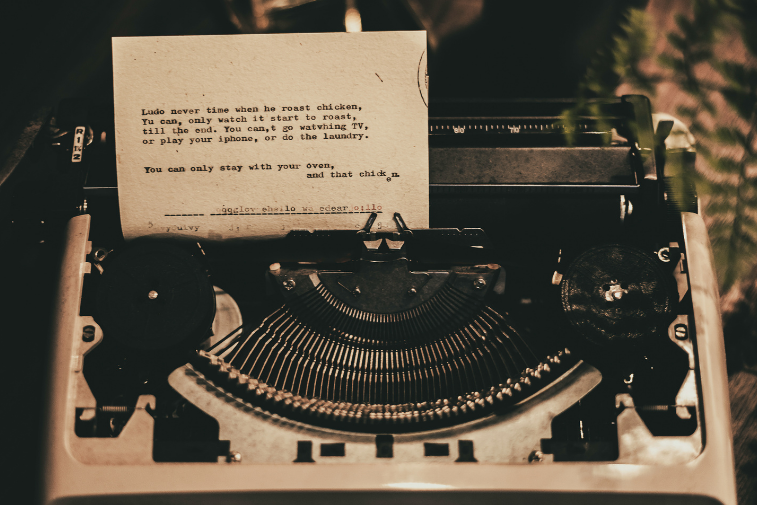 Ludo never time when he roast chicken,
Yu can, only watch it start to roast,
till the end. You can,t go watvhing TV,
or play your iphone, or do the laundry.
You can only stay with your oven,
and that chicken.